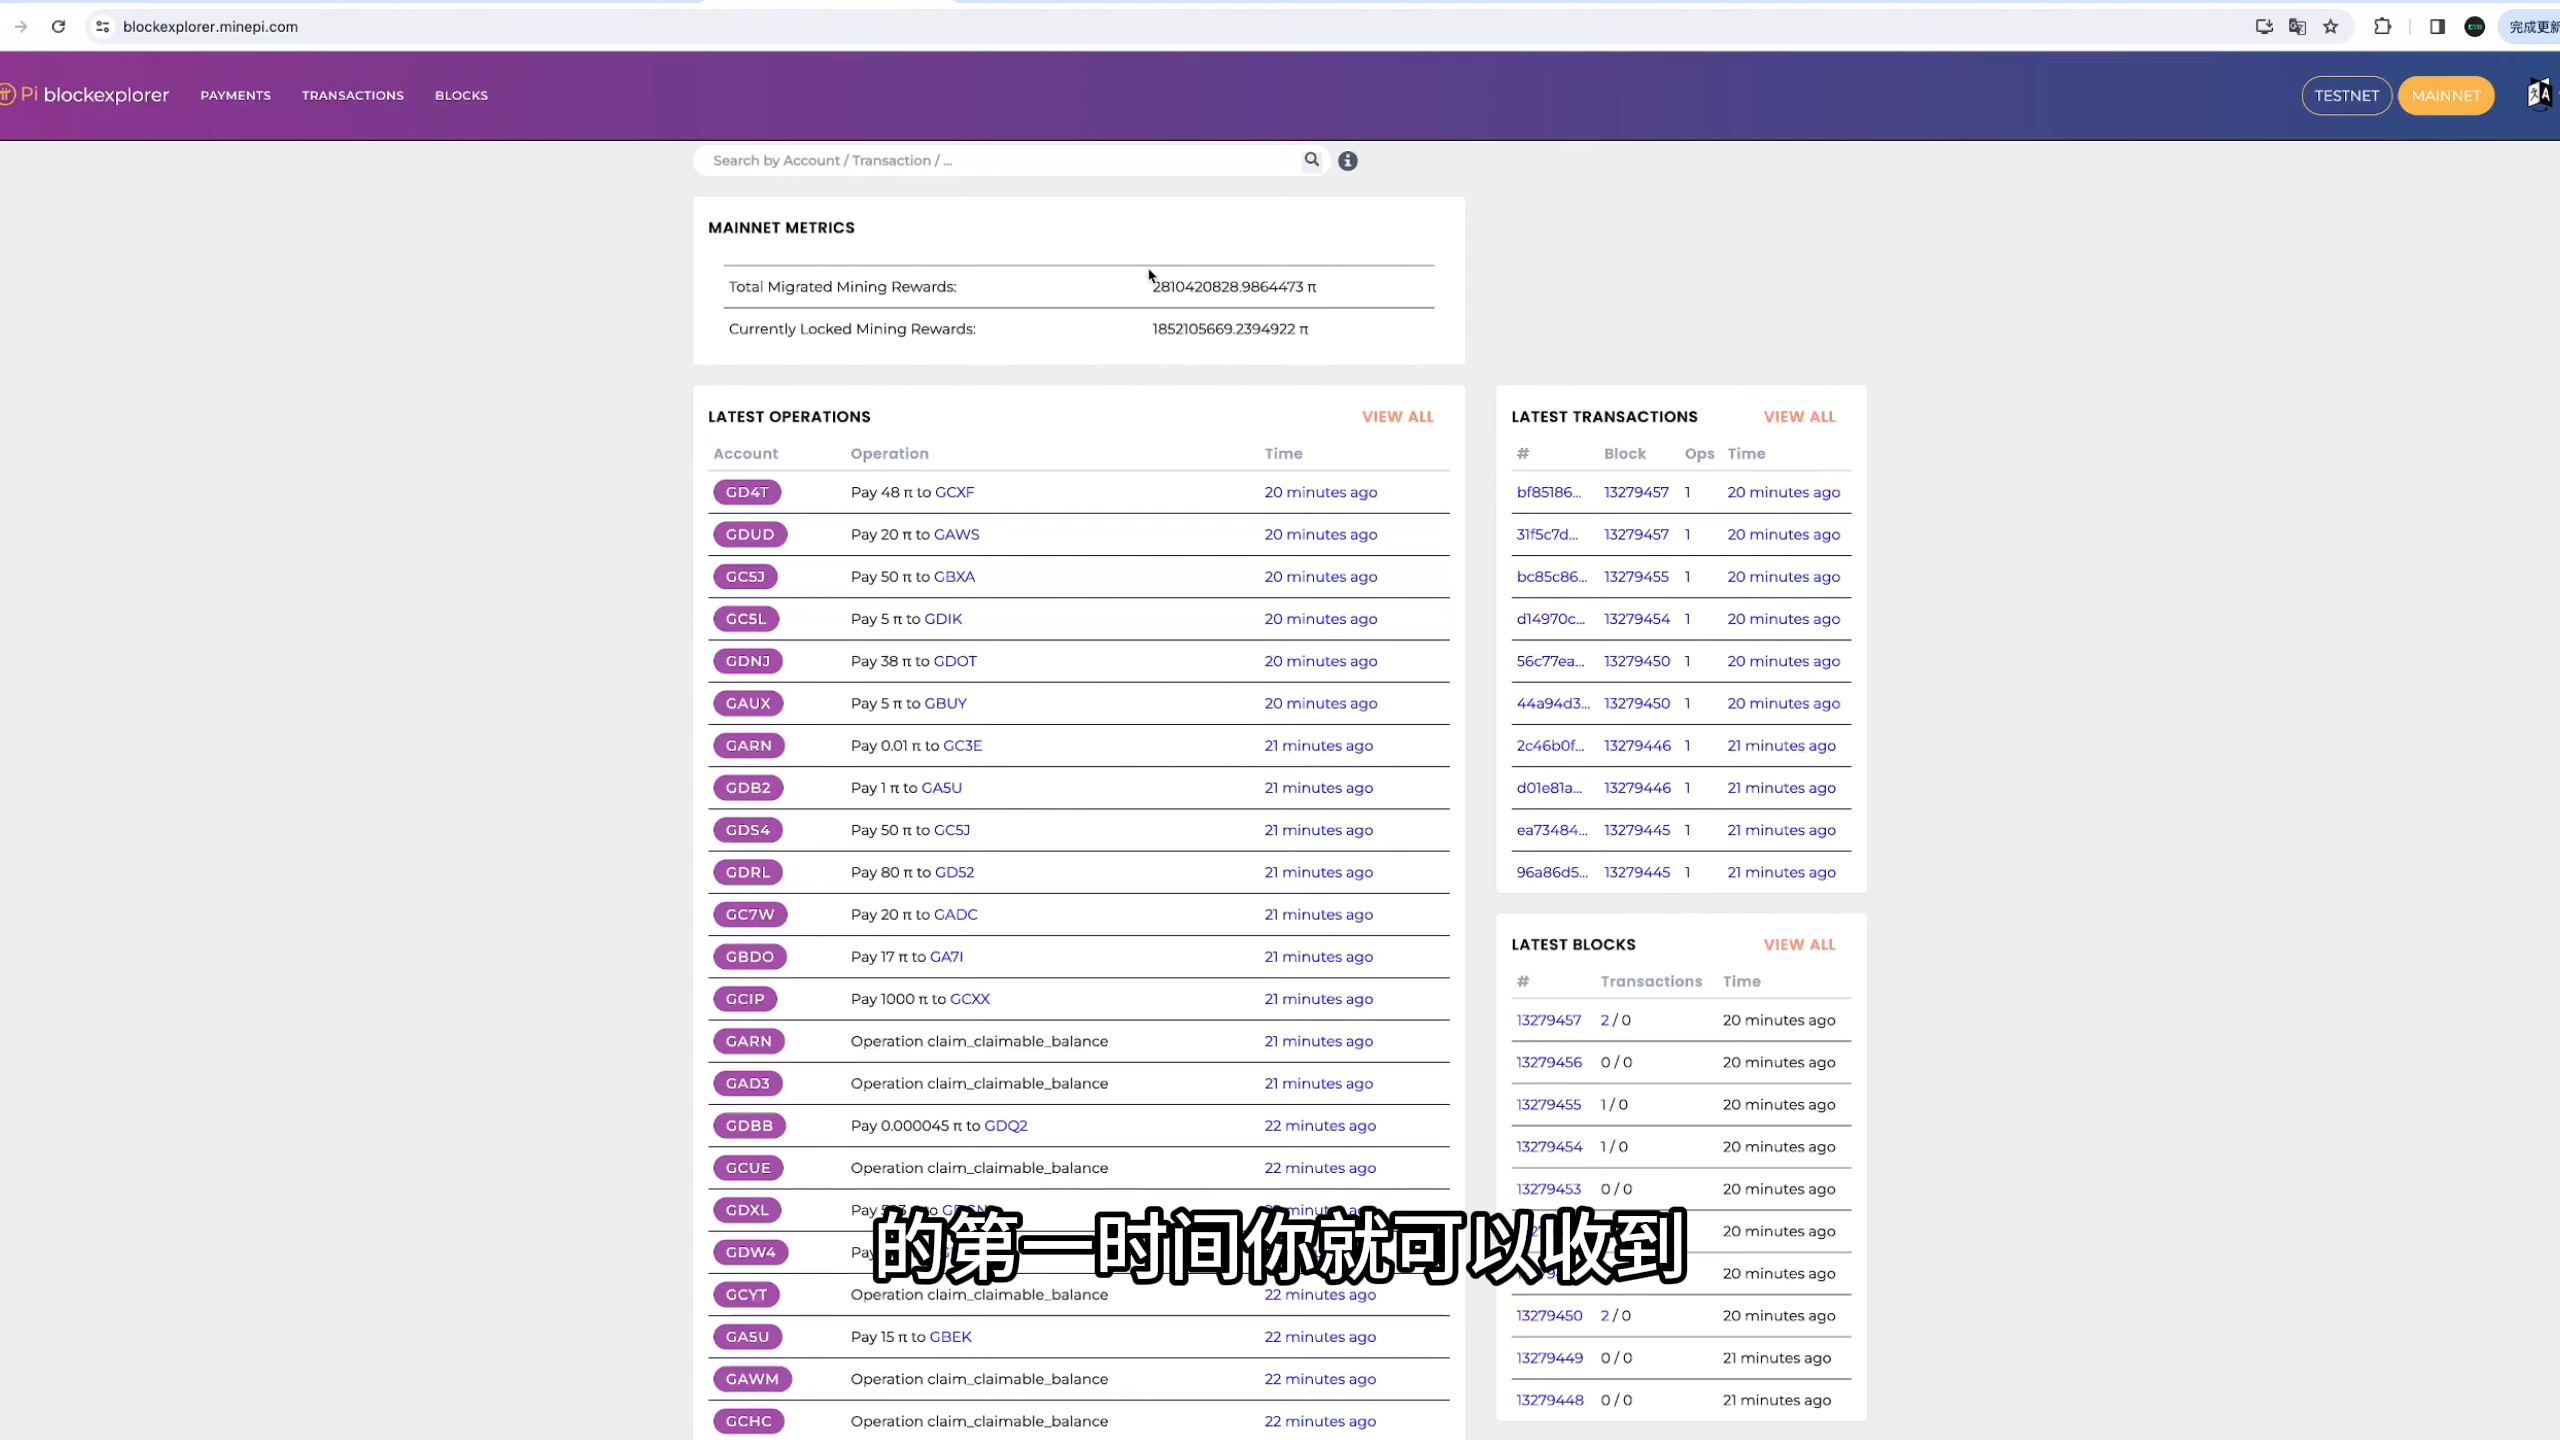 blockexplorer.minepi.com
完成更新
Pi blockexplorer PAYMENTS TRANSACTIONS BLOCKS TESTNET MAINNET
Search by Account / Transaction / ...
MAINNET METRICS
Total Migrated Mining Rewards: 2810420828.9864473 π
Currently Locked Mining Rewards: 1852105669.2394922 π
LATEST OPERATIONS VIEW ALL
Account Operation Time
GD4T Pay 48 π to GCXF 20 minutes ago
GDUD Pay 20 π to GAWS 20 minutes ago
GC5J Pay 50 π to GBXA 20 minutes ago
GC5L Pay 5 π to GDIK 20 minutes ago
GDNJ Pay 38 π to GDOT 20 minutes ago
GAUX Pay 5 π to GBUY 20 minutes ago
GARN Pay 0.01 π to GC3E 21 minutes ago
GDB2 Pay 1 π to GA5U 21 minutes ago
GDS4 Pay 50 π to GC5J 21 minutes ago
GDRL Pay 80 π to GD52 21 minutes ago
GC7W Pay 20 π to GADC 21 minutes ago
GBDO Pay 17 π to GA7I 21 minutes ago
GCIP Pay 1000 π to GCXX 21 minutes ago
GARN Operation claim_claimable_balance 21 minutes ago
GAD3 Operation claim_claimable_balance 21 minutes ago
GDBB Pay 0.000045 π to GDQ2 22 minutes ago
GCUE Operation claim_claimable_balance 22 minutes ago
GDXL Pay
GDW4
GCYT Operation claim_claimable_balance 22 minutes ago
GA5U Pay 15 π to GBEK 22 minutes ago
GAWM Operation claim_claimable_balance 22 minutes ago
GCHC Operation claim_claimable_balance 22 minutes ago
LATEST TRANSACTIONS VIEW ALL
# Block Ops Time
bf85186... 13279457 1 20 minutes ago
31f5c7d... 13279457 1 20 minutes ago
bc85c86... 13279455 1 20 minutes ago
d14970c... 13279454 1 20 minutes ago
56c77ea... 13279450 1 20 minutes ago
44a94d3... 13279450 1 20 minutes ago
2c46b0f... 13279446 1 21 minutes ago
d01e81a... 13279446 1 21 minutes ago
ea73484... 13279445 1 21 minutes ago
96a86d5... 13279445 1 21 minutes ago
LATEST BLOCKS VIEW ALL
# Transactions Time
13279457 2 / 0 20 minutes ago
13279456 0 / 0 20 minutes ago
13279455 1 / 0 20 minutes ago
13279454 1 / 0 20 minutes ago
13279453 0 / 0 20 minutes ago
20 minutes ago
20 minutes ago
13279450 2 / 0 20 minutes ago
13279449 0 / 0 21 minutes ago
13279448 0 / 0 21 minutes ago
的第一时间你就可以收到